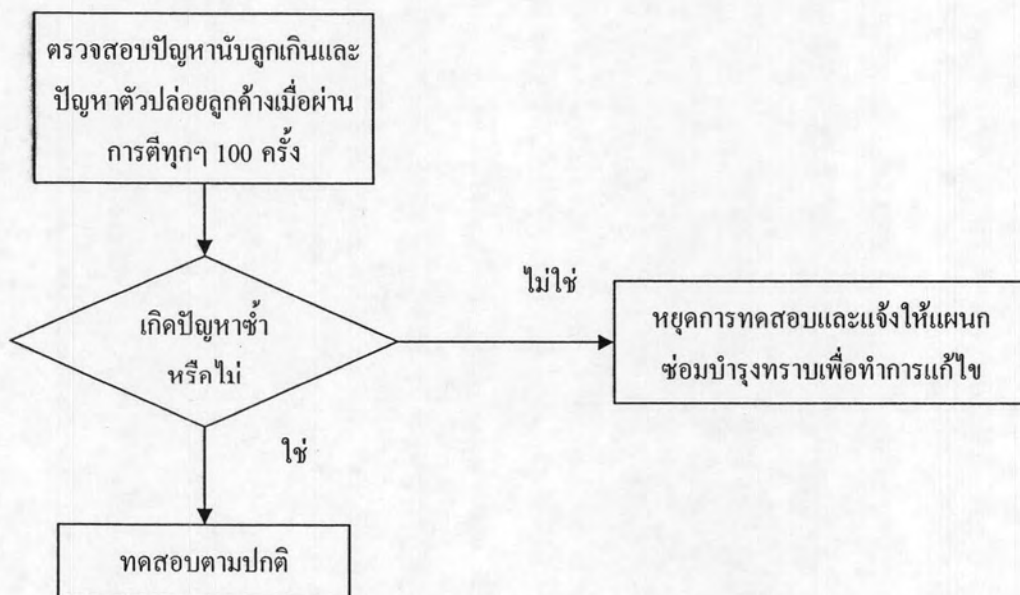 ตรวจสอบปัญหานับลูกเกินและ
ปัญหาตัวปล่อยลูกค้างเมื่อผ่าน
การตีทุกๆ 100 ครั้ง
เกิดปัญหาซ้ำ
หรือไม่
ไม่ใช่
หยุดการทดสอบและแจ้งให้แผนก
ซ่อมบำรุงทราบเพื่อทำการแก้ไข
ใช่
ทดสอบตามปกติ